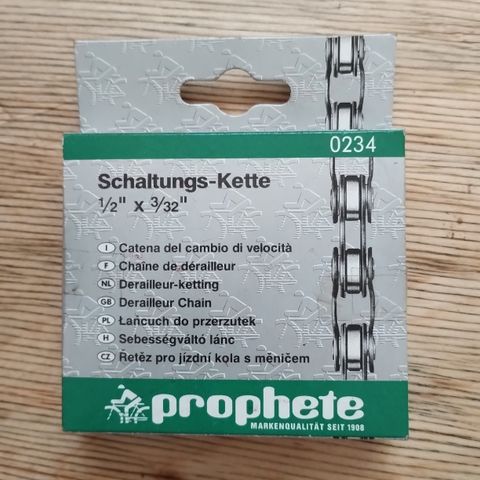 0234
Schaltungs-Kette
1/2" x 3/32"
I Catena del cambio di velocità
F Chaîne de dérailleur
NL Derailleur-ketting
GB Derailleur Chain
PL Łańcuch do przerzutek
H Sebességváltó lánc
CZ Retěz pro jízdní kola s měničem
prophete
MARKENQUALITÄT SEIT 1908